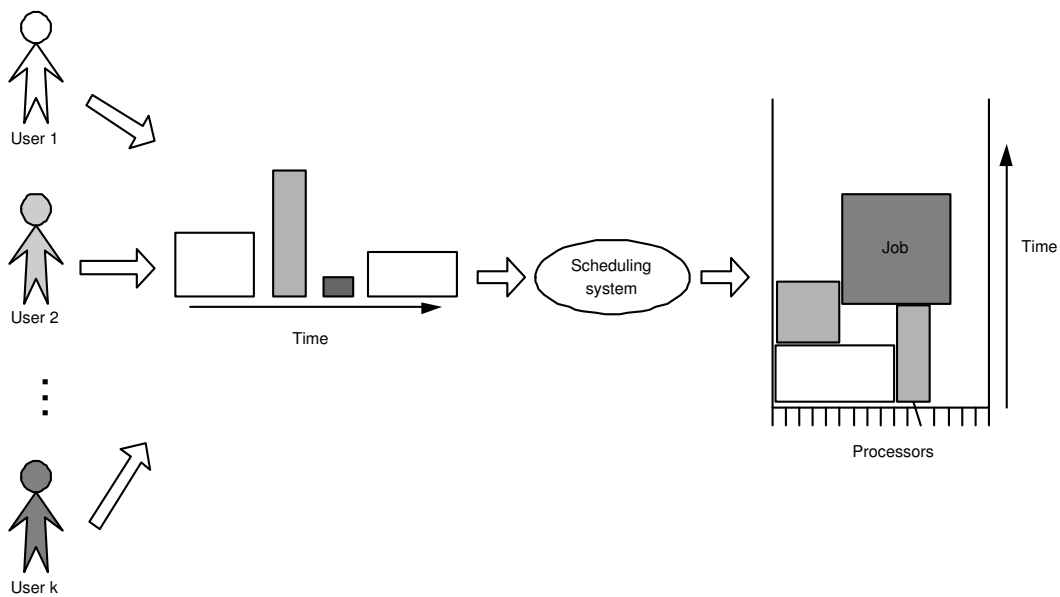 User 1
User 2
User k
Time
Scheduling
system
Job
Time
Processors